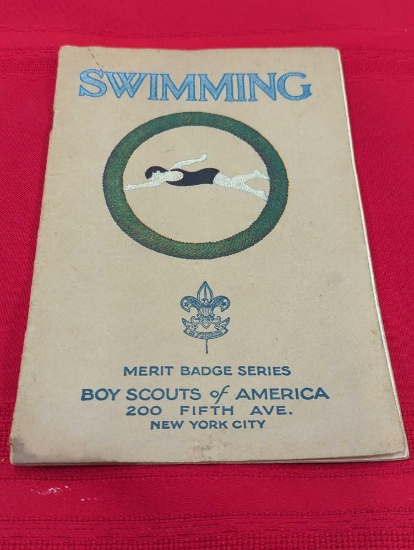 SWIMMING
MERIT BADGE SERIES
BOY SCOUTS of AMERICA
200 FIFTH AVE.
NEW YORK CITY